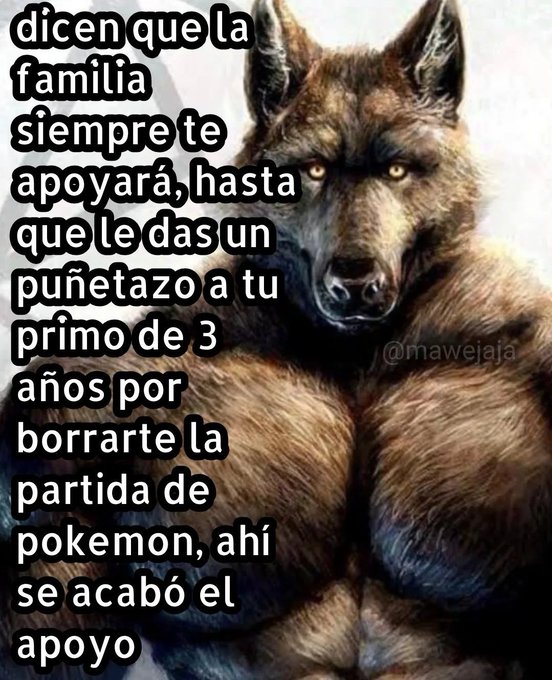 dicen que la
familia
siempre te
apoyará, hasta
que le das un
puñetazo a tu
primo de 3
años por
borrarte la
partida de
pokemon, ahí
se acabó el
apoyo
@mawejaja